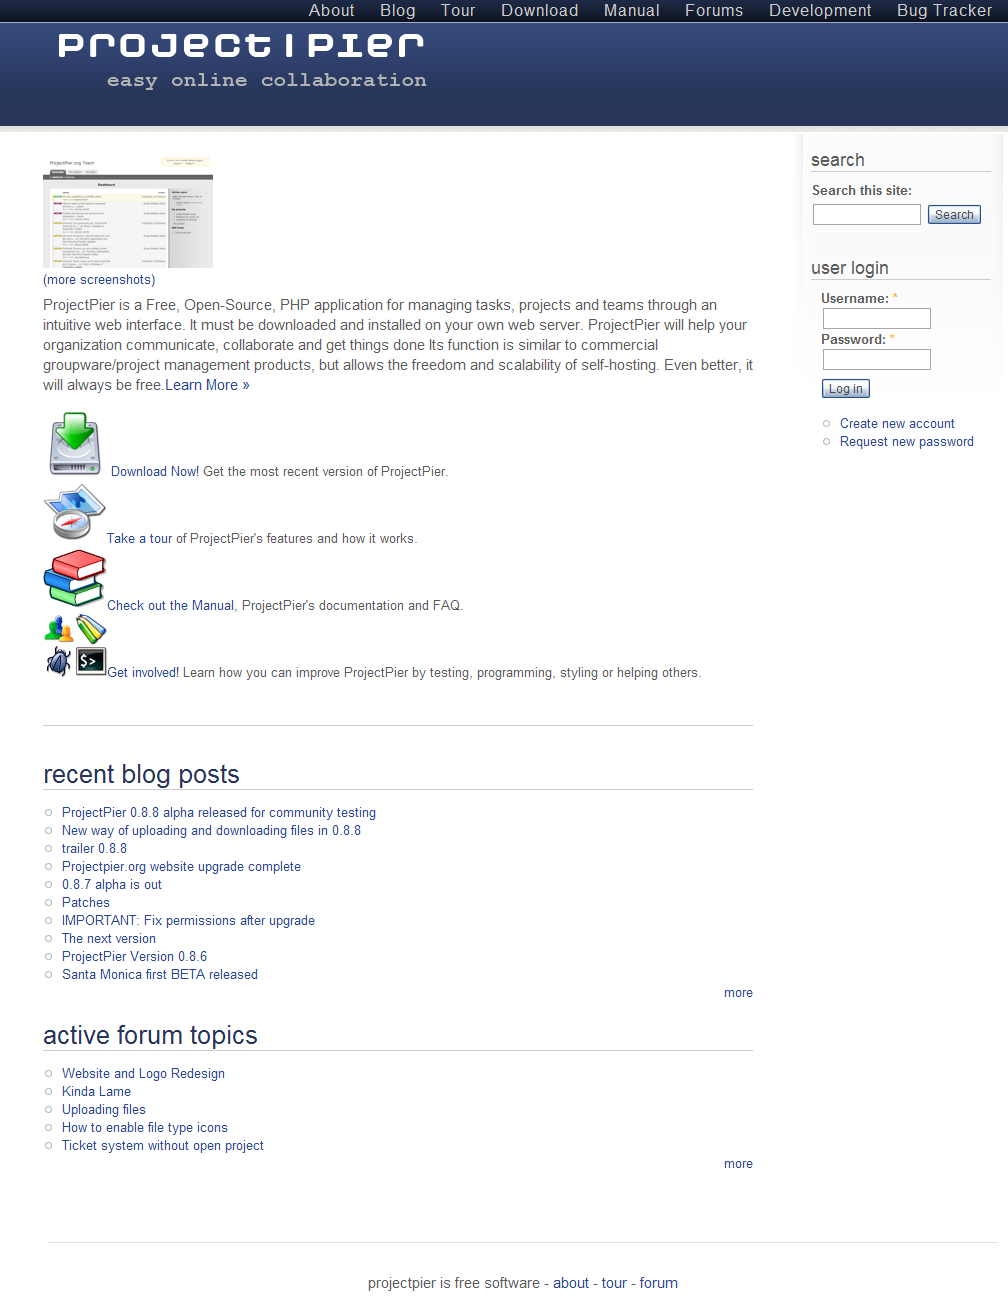 About Blog Tour Download Manual Forums Development Bug Tracker
PROJECT|PIER
easy online collaboration
ProjectPier.org Team
Dashboard
(more screenshots)
ProjectPier is a Free, Open-Source, PHP application for managing tasks, projects and teams through an
intuitive web interface. It must be downloaded and installed on your own web server. ProjectPier will help your
organization communicate, collaborate and get things done Its function is similar to commercial
groupware/project management products, but allows the freedom and scalability of self-hosting. Even better, it
will always be free.Learn More »
Download Now! Get the most recent version of ProjectPier.
Take a tour of ProjectPier's features and how it works.
Check out the Manual, ProjectPier's documentation and FAQ.
$>
Get involved! Learn how you can improve ProjectPier by testing, programming, styling or helping others.
recent blog posts
ProjectPier 0.8.8 alpha released for community testing
New way of uploading and downloading files in 0.8.8
trailer 0.8.8
Projectpier.org website upgrade complete
0.8.7 alpha is out
Patches
IMPORTANT: Fix permissions after upgrade
The next version
ProjectPier Version 0.8.6
Santa Monica first BETA released
more
active forum topics
Website and Logo Redesign
Kinda Lame
Uploading files
How to enable file type icons
Ticket system without open project
more
search
Search this site:
Search
user login
Username: *
Password: *
Log in
Create new account
Request new password
projectpier is free software - about - tour - forum